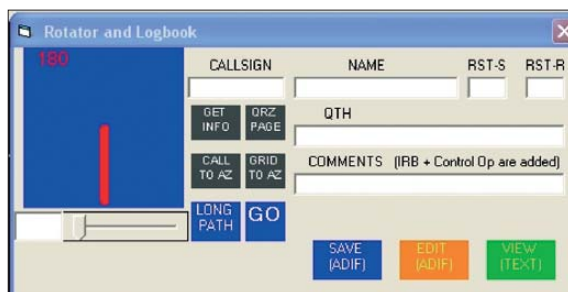 Rotator and Logbook
180
CALLSIGN NAME RST-S RST-R
GET INFO
QRZ PAGE
QTH
CALL TO AZ
GRID TO AZ
COMMENTS (IRB + Control Op are added)
LONG PATH
GO
SAVE (ADIF)
EDIT (ADIF)
VIEW (TEXT)